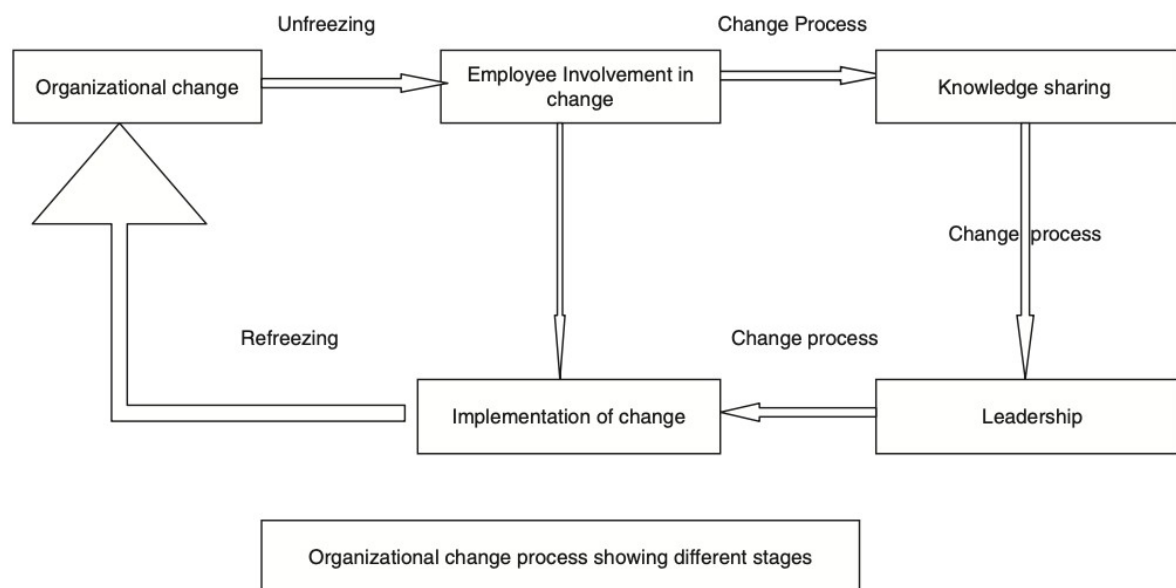 Unfreezing
Change Process
Organizational change
Employee Involvement in
change
Knowledge sharing
Change process
Refreezing
Change process
Implementation of change
Leadership
Organizational change process showing different stages